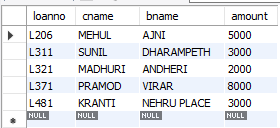 loanno cname bname amount
L206 MEHUL AJNI 5000
L311 SUNIL DHARAMPETH 3000
L321 MADHURI ANDHERI 2000
L371 PRAMOD VIRAR 8000
L481 KRANTI NEHRU PLACE 3000
NULL NULL NULL NULL